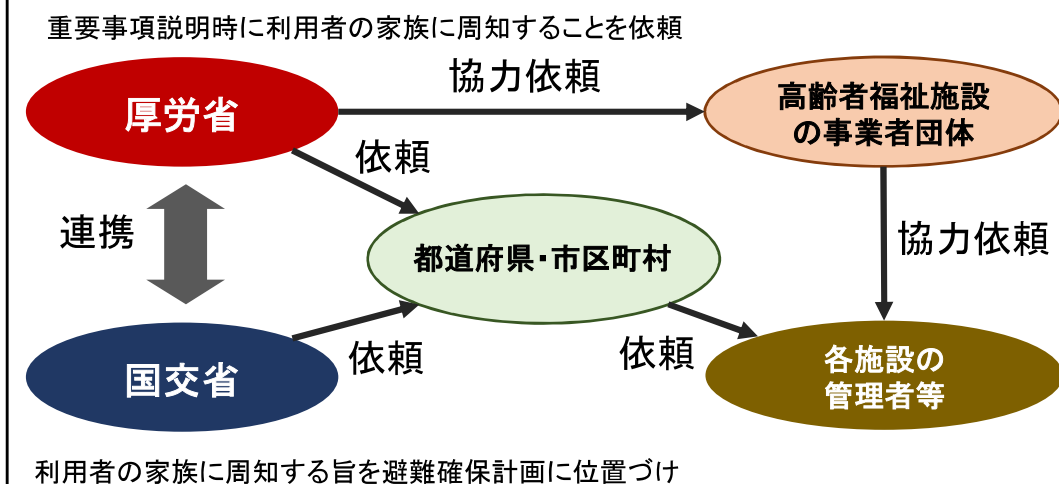 重要事項説明時に利用者の家族に周知することを依頼
厚労省
協力依頼
高齢者福祉施設
の事業者団体
依頼
連携
都道府県・市区町村
協力依頼
国交省
依頼
依頼
各施設の
管理者等
利用者の家族に周知する旨を避難確保計画に位置づけ